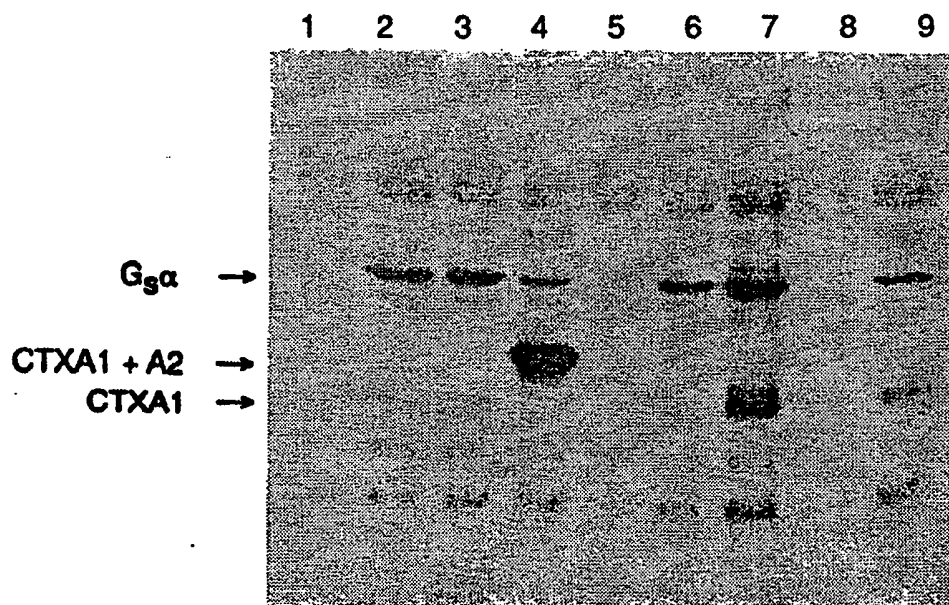 1 2 3 4 5 6 7 8 9
Gsα →
CTXA1 + A2 →
CTXA1 →